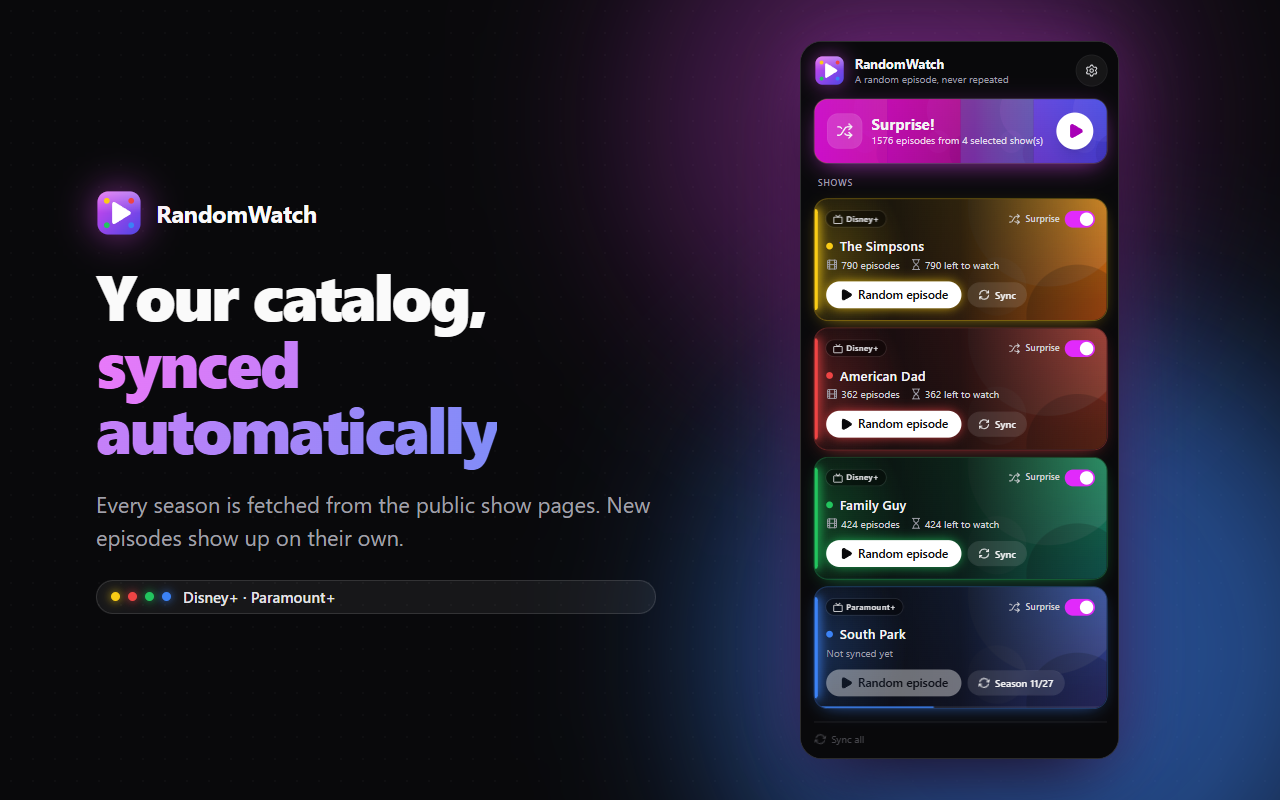 RandomWatch
Your catalog,
synced
automatically
Every season is fetched from the public show pages. New
episodes show up on their own.
Disney+ · Paramount+
RandomWatch
A random episode, never repeated
Surprise!
1576 episodes from 4 selected show(s)
SHOWS
Disney+ Surprise
The Simpsons
790 episodes 790 left to watch
Random episode Sync
Disney+ Surprise
American Dad
362 episodes 362 left to watch
Random episode Sync
Disney+ Surprise
Family Guy
424 episodes 424 left to watch
Random episode Sync
Paramount+ Surprise
South Park
Not synced yet
Random episode Season 11/27
Sync all